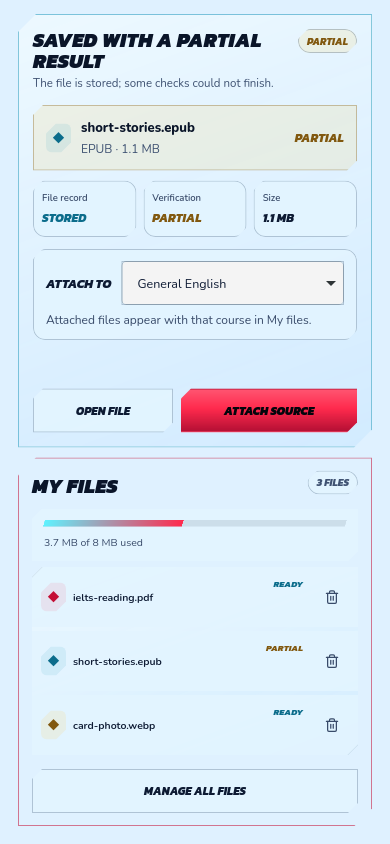 SAVED WITH A PARTIAL
RESULT
PARTIAL
The file is stored; some checks could not finish.
short-stories.epub
EPUB · 1.1 MB
PARTIAL
File record
STORED
Verification
PARTIAL
Size
1.1 MB
ATTACH TO
General English
Attached files appear with that course in My files.
OPEN FILE
ATTACH SOURCE
MY FILES
3 FILES
3.7 MB of 8 MB used
ielts-reading.pdf
READY
short-stories.epub
PARTIAL
card-photo.webp
READY
MANAGE ALL FILES